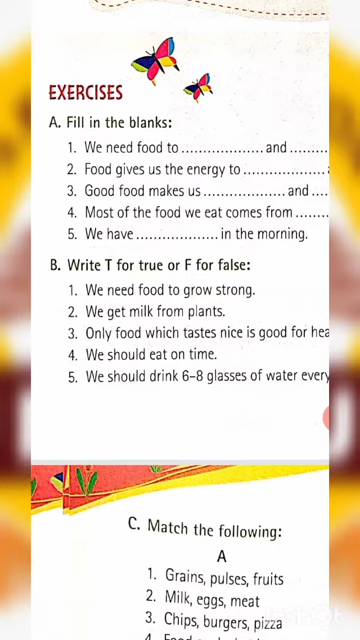 EXERCISES
A. Fill in the blanks:
1. We need food to ................... and .........
2. Food gives us the energy to ...................
3. Good food makes us ................... and ....
4. Most of the food we eat comes from ........
5. We have ................... in the morning.
B. Write T for true or F for false:
1. We need food to grow strong.
2. We get milk from plants.
3. Only food which tastes nice is good for hea
4. We should eat on time.
5. We should drink 6–8 glasses of water every
C. Match the following:
A
1. Grains, pulses, fruits
2. Milk, eggs, meat
3. Chips, burgers, pizza
4.